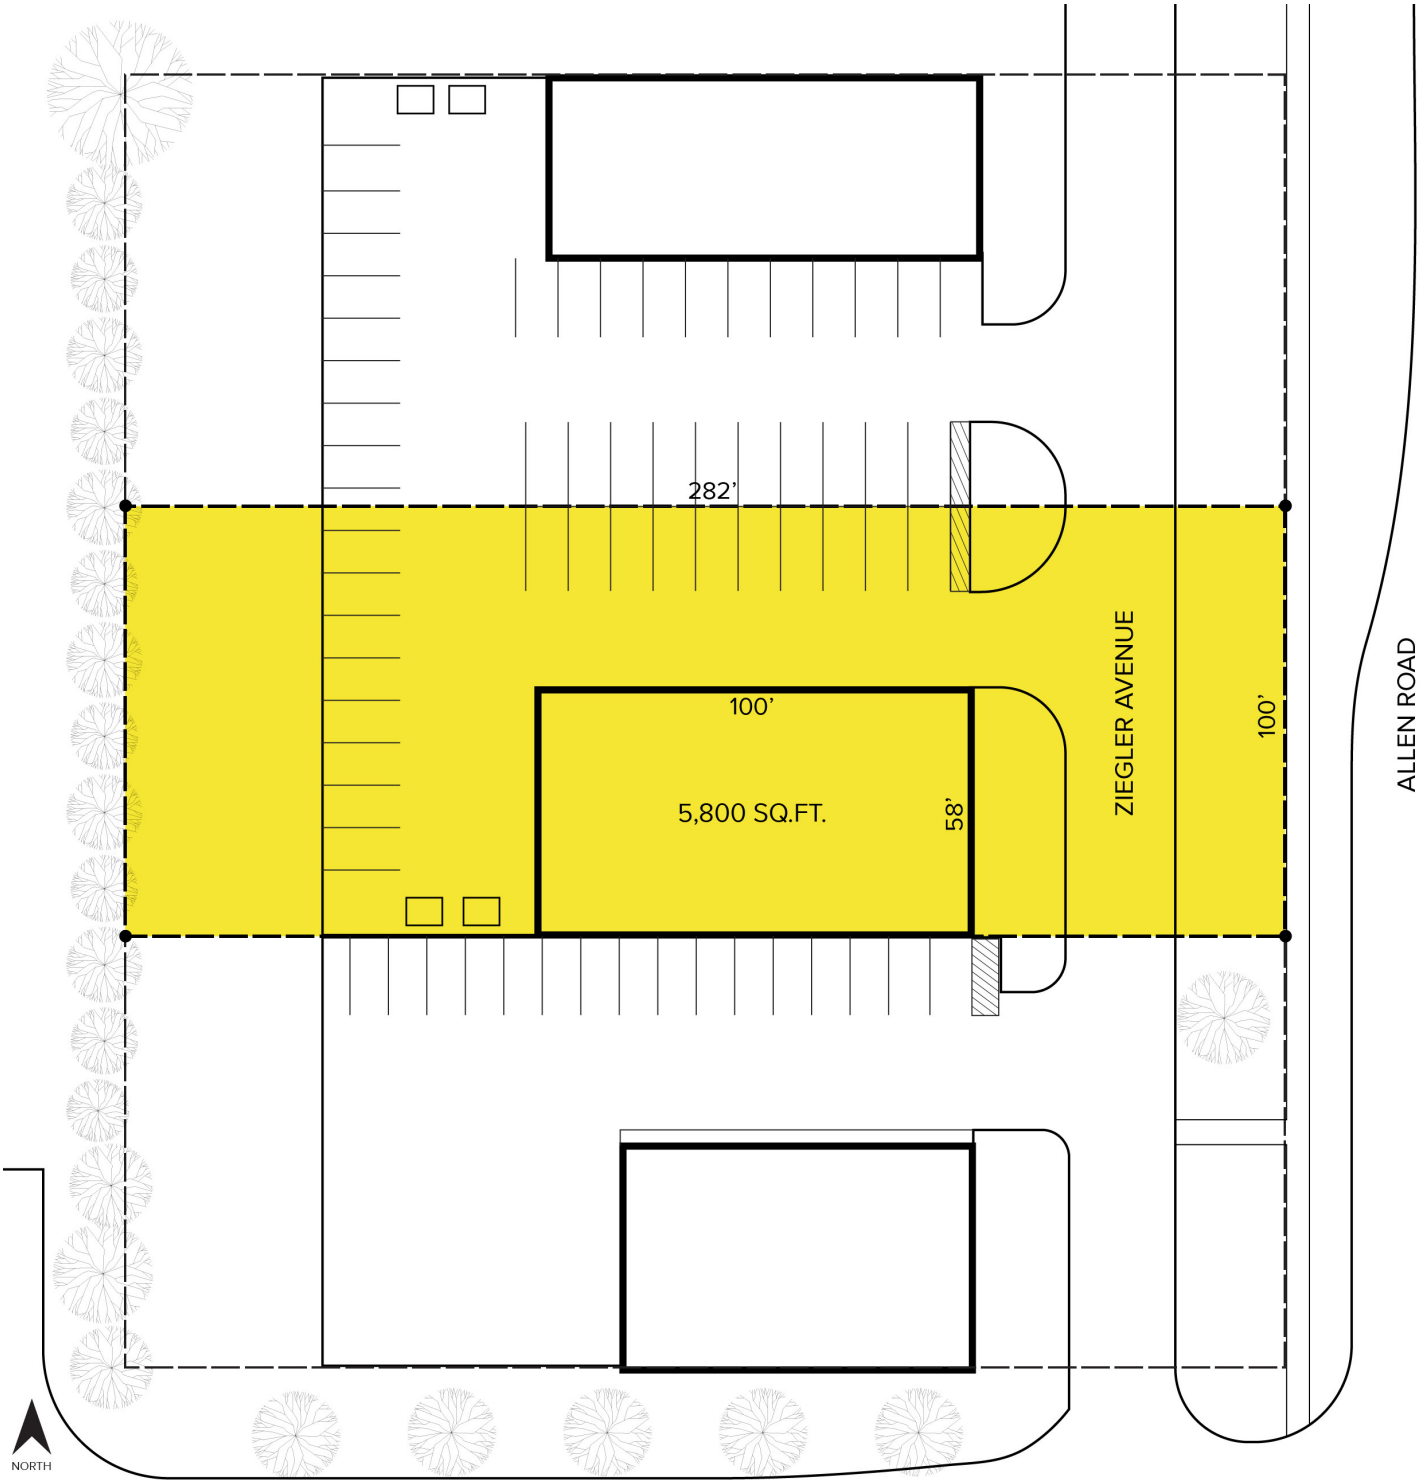 282’
100’
5,800 SQ.FT.
58’
ZIEGLER AVENUE
100’
ALLEN ROAD
NORTH